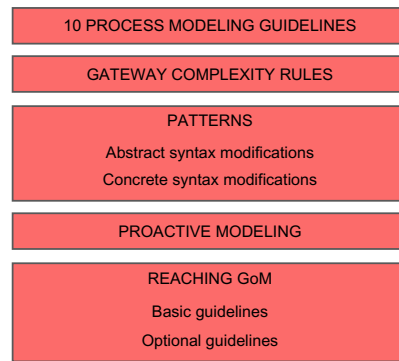 10 PROCESS MODELING GUIDELINES
GATEWAY COMPLEXITY RULES
PATTERNS
Abstract syntax modifications
Concrete syntax modifications
PROACTIVE MODELING
REACHING GoM
Basic guidelines
Optional guidelines